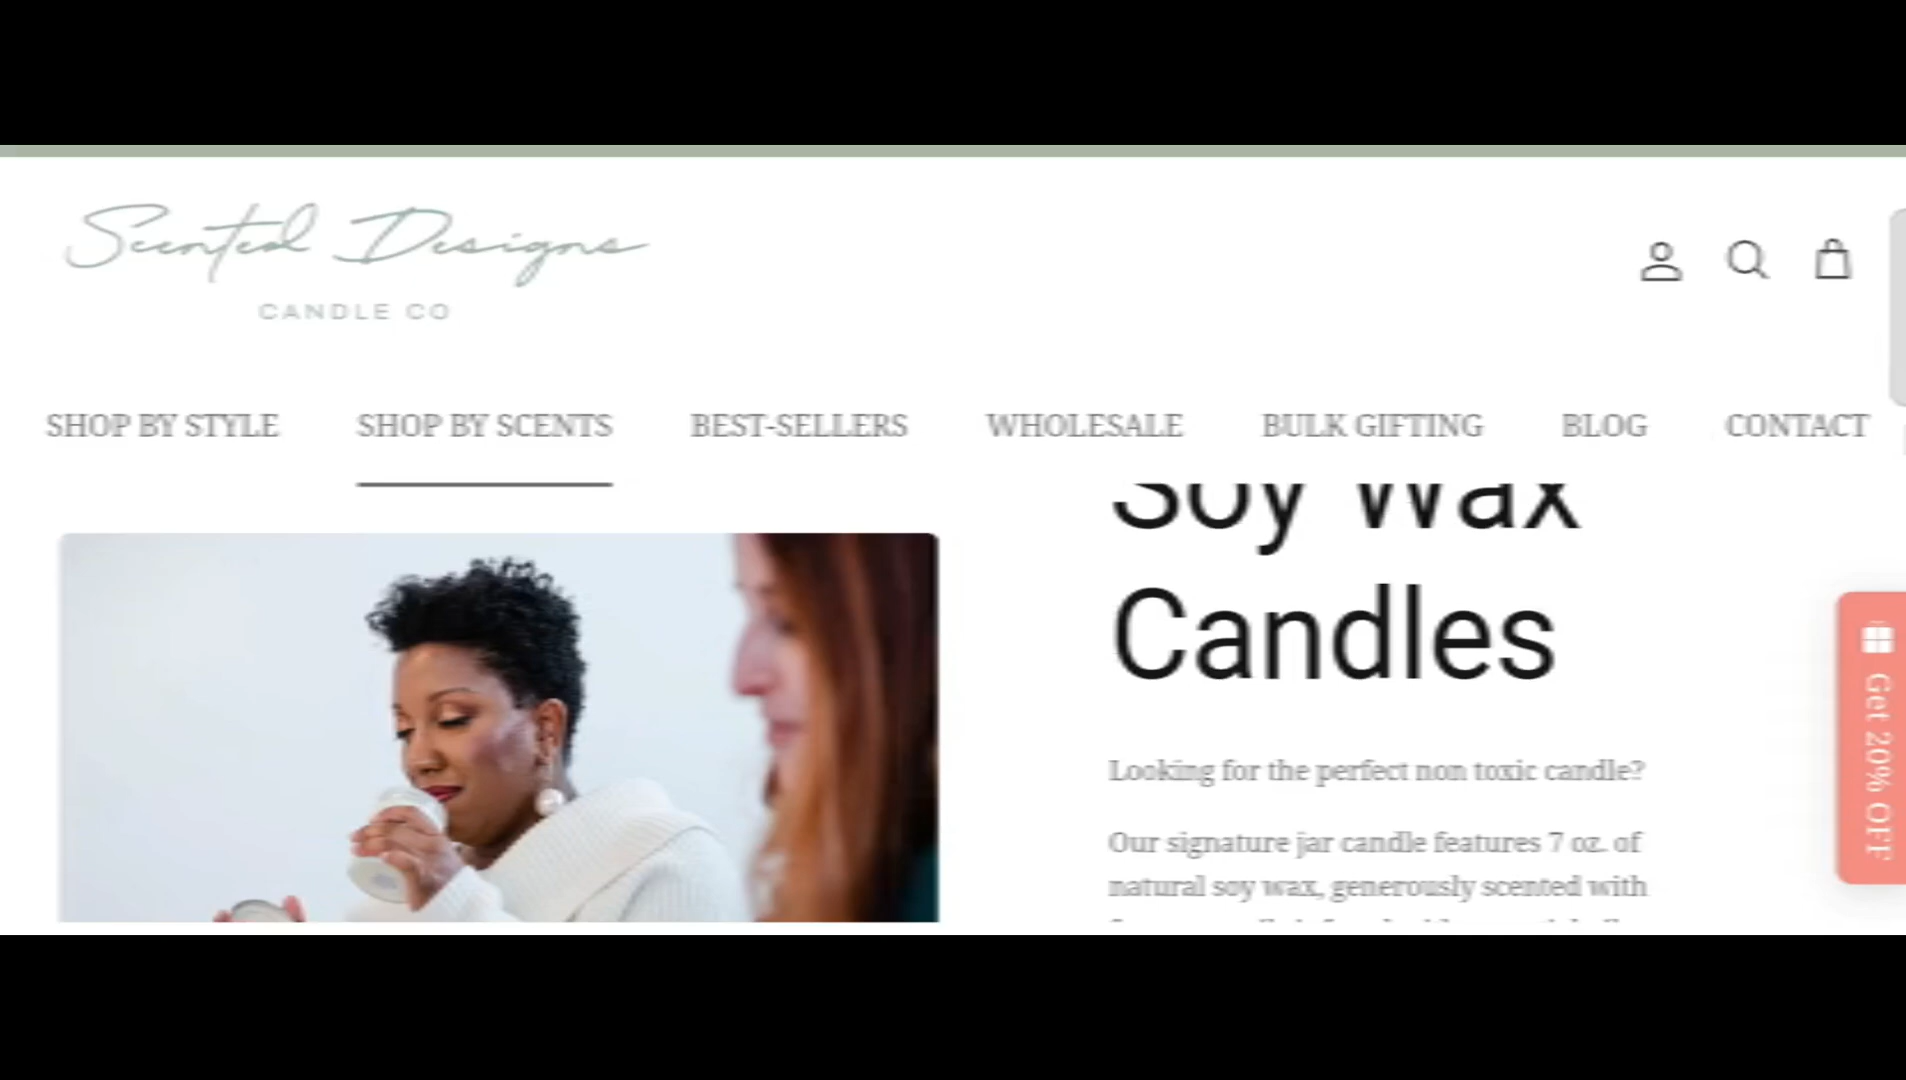 Scented Designs
CANDLE CO
SHOP BY STYLE SHOP BY SCENTS BEST-SELLERS WHOLESALE BULK GIFTING BLOG CONTACT
Soy Wax
Candles
Looking for the perfect non toxic candle?
Our signature jar candle features 7 oz. of
natural soy wax, generously scented with
Get 20% OFF